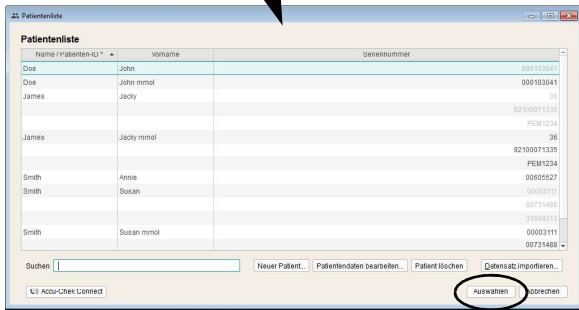 Patientenliste
Patientenliste
Name / Patienten-ID * Vorname Seriennummer
Doe John 000103041
Doe John mmol 000103041
James Jacky 36
92100071335
PEM1234
James Jacky mmol 36
92100071335
PEM1234
Smith Annie 00605527
Smith Susan 00003111
00731488
31004313
Smith Susan mmol 00003111
00731488
Suchen Neuer Patient... Patientendaten bearbeiten... Patient löschen Datensatz importieren...
Accu-Chek Connect Auswählen Abbrechen